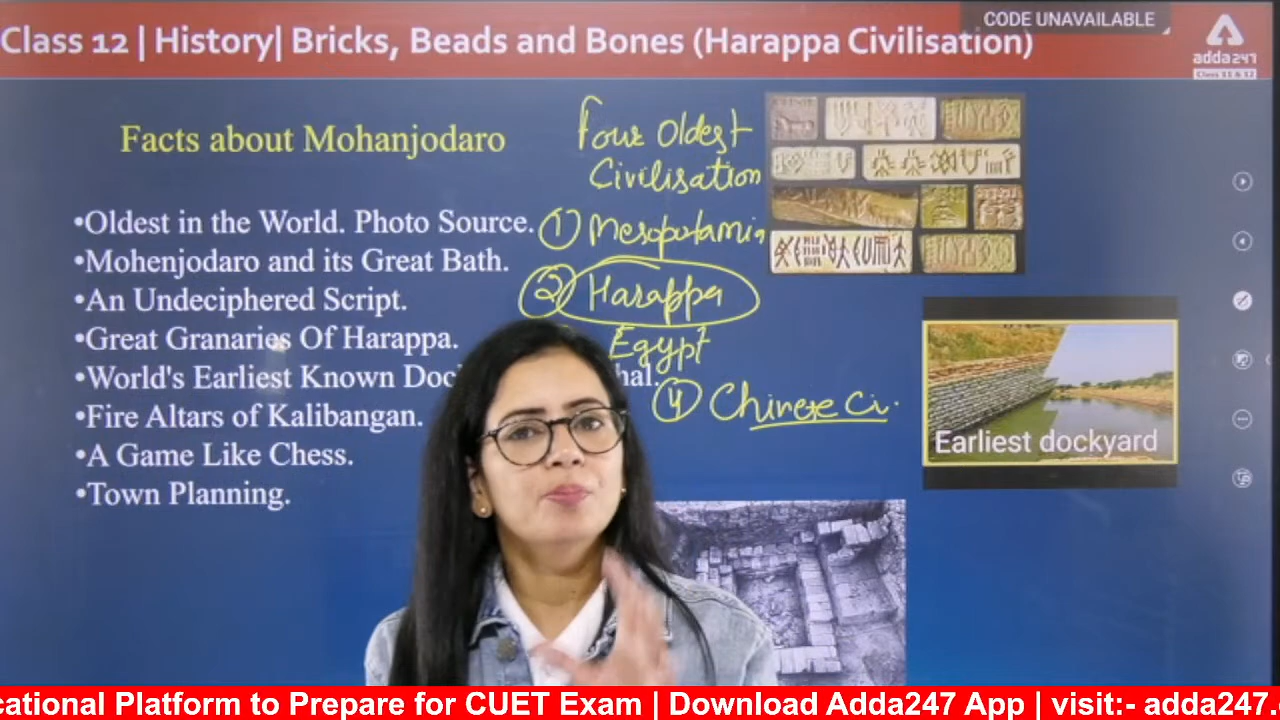 CODE UNAVAILABLE
Class 12 | History| Bricks, Beads and Bones (Harappa Civilisation)
adda247
Class 11 & 12
Facts about Mohanjodaro
•Oldest in the World. Photo Source.
•Mohenjodaro and its Great Bath.
•An Undeciphered Script.
•Great Granaries Of Harappa.
•World's Earliest Known
•Fire Altars of Kalibangan.
•A Game Like Chess.
•Town Planning.
Four Oldest
Civilisation
① Mesopotamia
② Harappa
Egypt
④ Chinese Ci.
Earliest dockyard
Platform to Prepare for CUET Exam | Download Adda247 App | visit:- adda247.